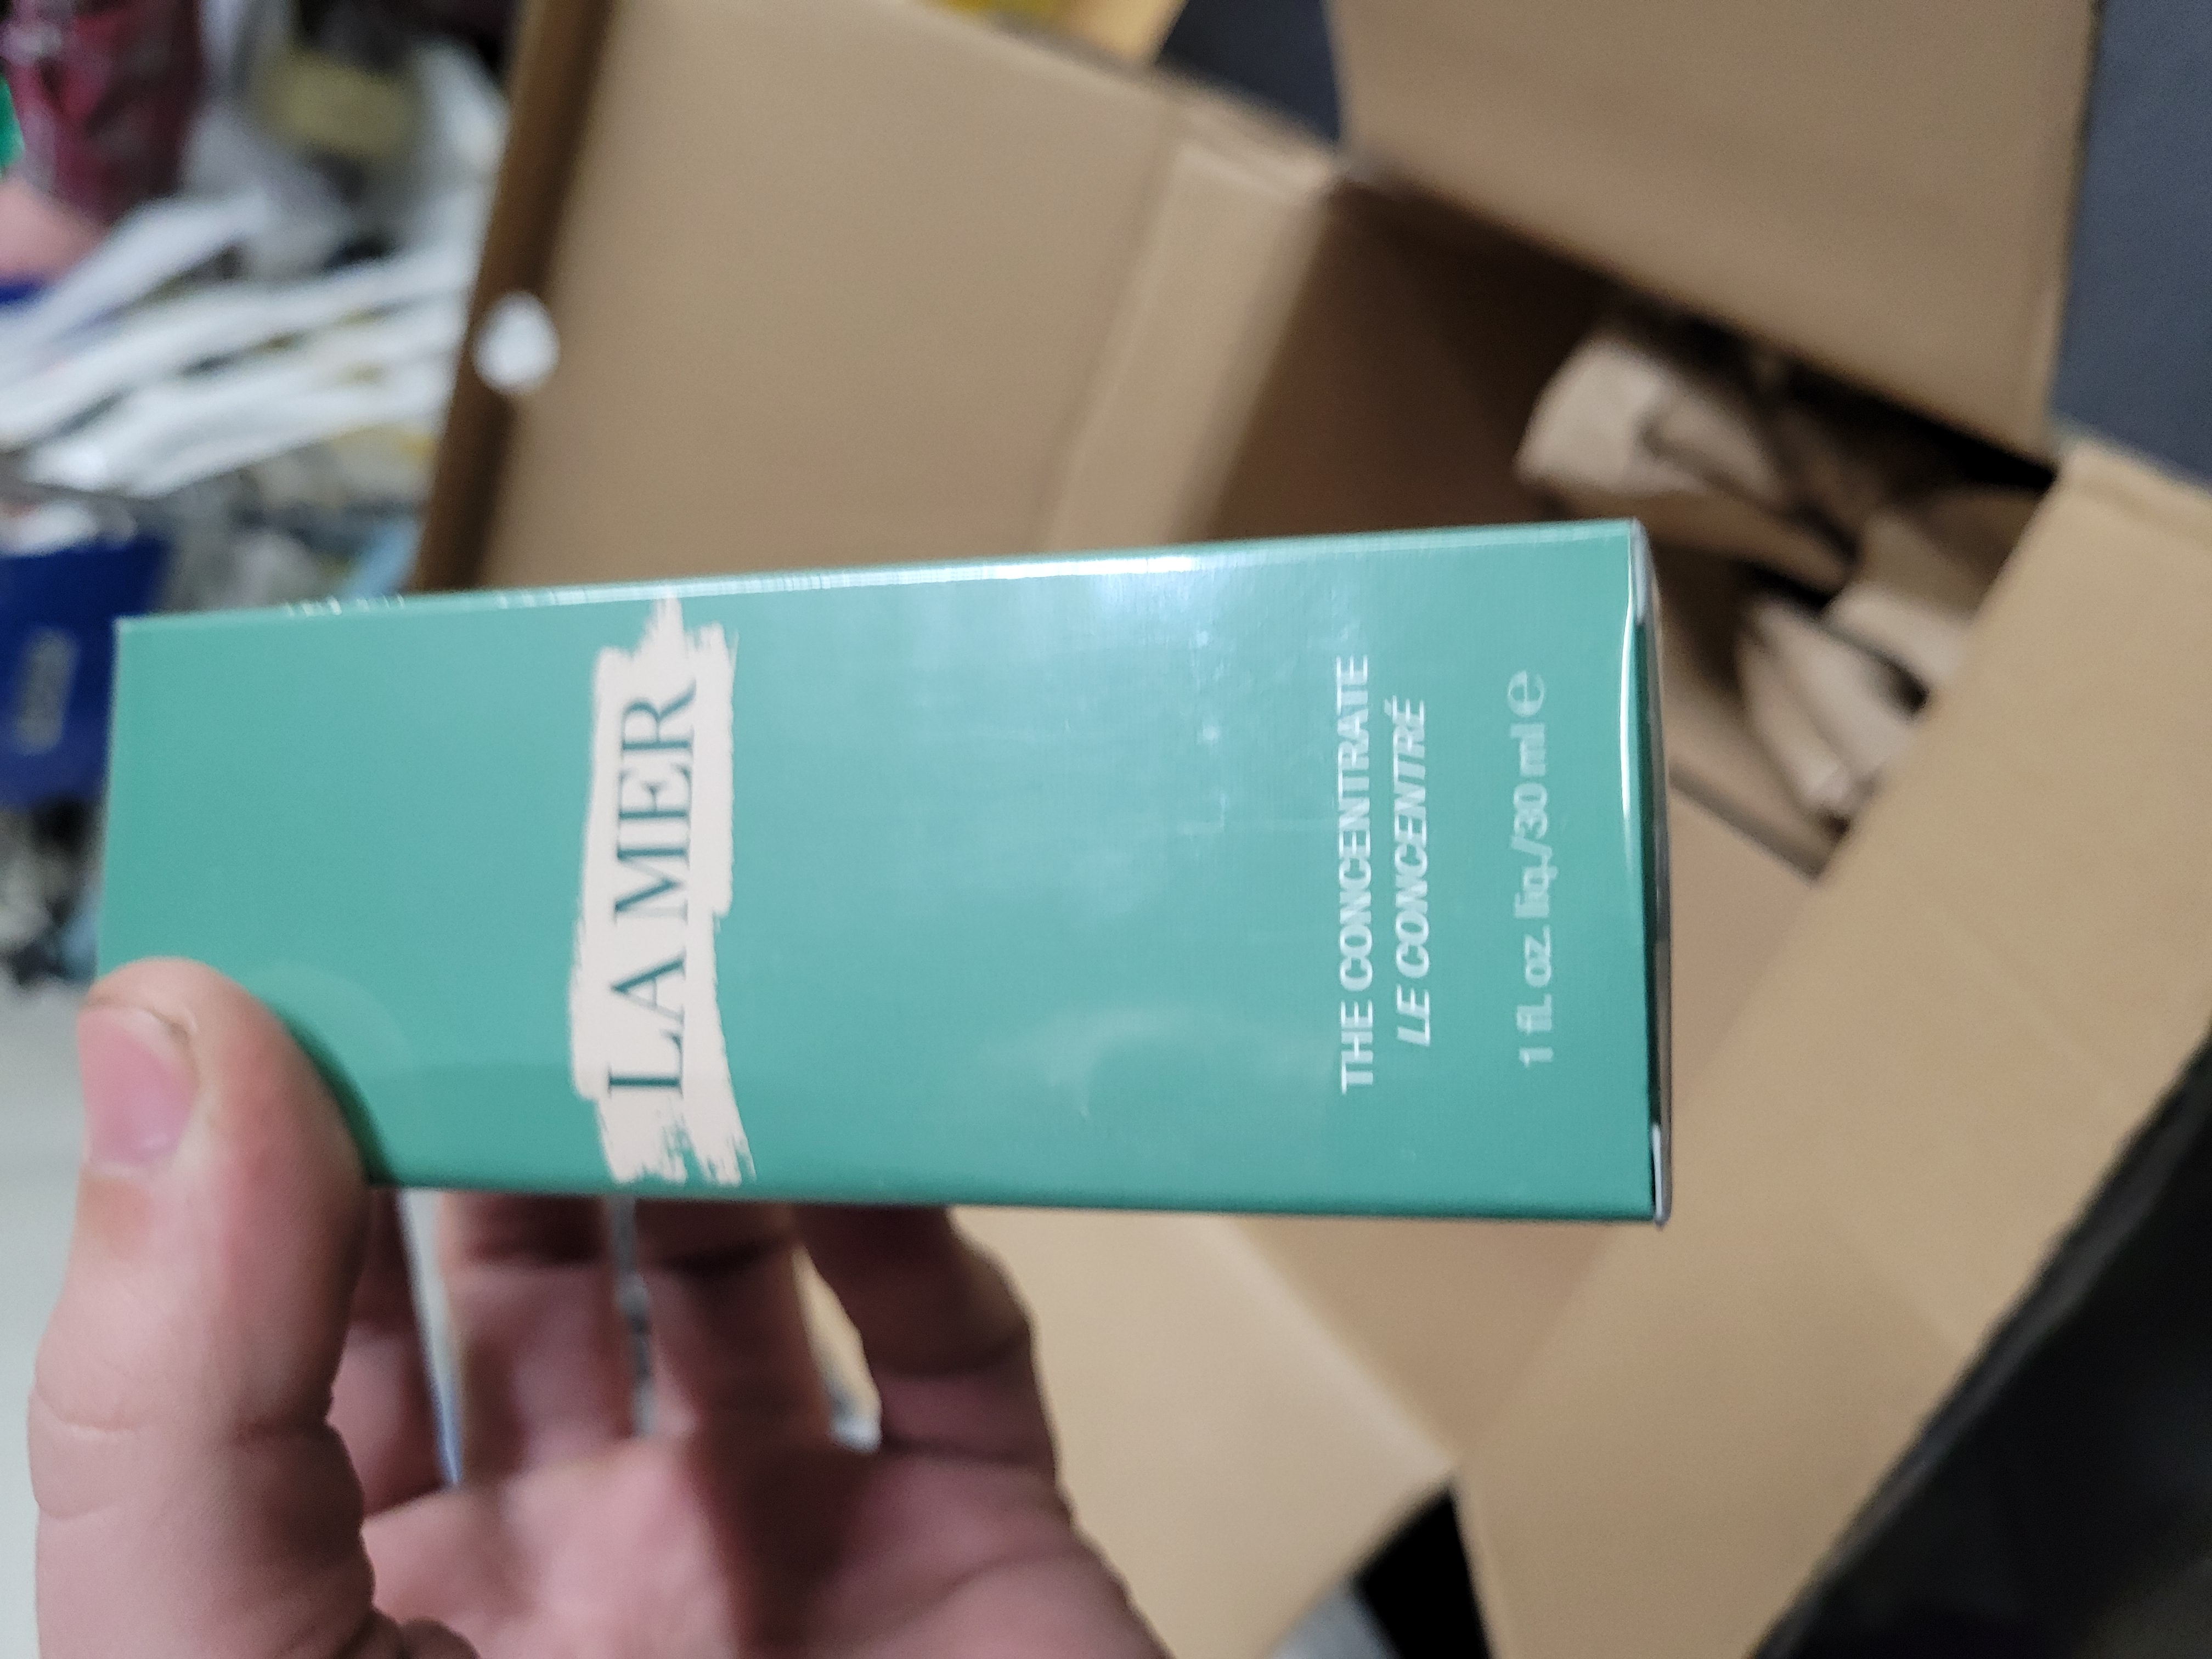 LA MER
THE CONCENTRATE
LE CONCENTRÉ
1 fl. oz. liq./30 ml ℮